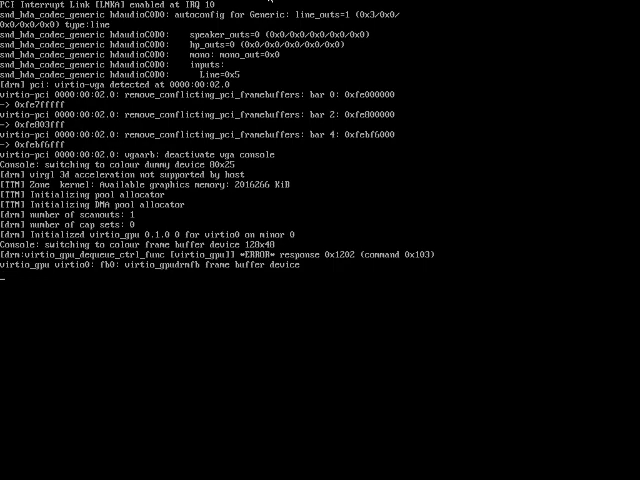 PCI Interrupt Link [LNKA] enabled at IRQ 10
snd_hda_codec_generic hdaudioC0D0: autoconfig for Generic: line_outs=1 (0x3/0x0/
0x0/0x0/0x0) type:line
snd_hda_codec_generic hdaudioC0D0:    speaker_outs=0 (0x0/0x0/0x0/0x0/0x0)
snd_hda_codec_generic hdaudioC0D0:    hp_outs=0 (0x0/0x0/0x0/0x0/0x0)
snd_hda_codec_generic hdaudioC0D0:    mono: mono_out=0x0
snd_hda_codec_generic hdaudioC0D0:    inputs:
snd_hda_codec_generic hdaudioC0D0:      Line=0x5
[drm] pci: virtio-vga detected at 0000:00:02.0
virtio-pci 0000:00:02.0: remove_conflicting_pci_framebuffers: bar 0: 0xfe000000
-> 0xfe7fffff
virtio-pci 0000:00:02.0: remove_conflicting_pci_framebuffers: bar 2: 0xfe800000
-> 0xfe803fff
virtio-pci 0000:00:02.0: remove_conflicting_pci_framebuffers: bar 4: 0xfebf6000
-> 0xfebf6fff
virtio-pci 0000:00:02.0: vgaarb: deactivate vga console
Console: switching to colour dummy device 80x25
[drm] virgl 3d acceleration not supported by host
[TTM] Zone  kernel: Available graphics memory: 2016266 KiB
[TTM] Initializing pool allocator
[TTM] Initializing DMA pool allocator
[drm] number of scanouts: 1
[drm] number of cap sets: 0
[drm] Initialized virtio_gpu 0.1.0 0 for virtio0 on minor 0
Console: switching to colour frame buffer device 128x48
[drm:virtio_gpu_dequeue_ctrl_func [virtio_gpu]] *ERROR* response 0x1202 (command 0x103)
virtio_gpu virtio0: fb0: virtio_gpudrmfb frame buffer device
_